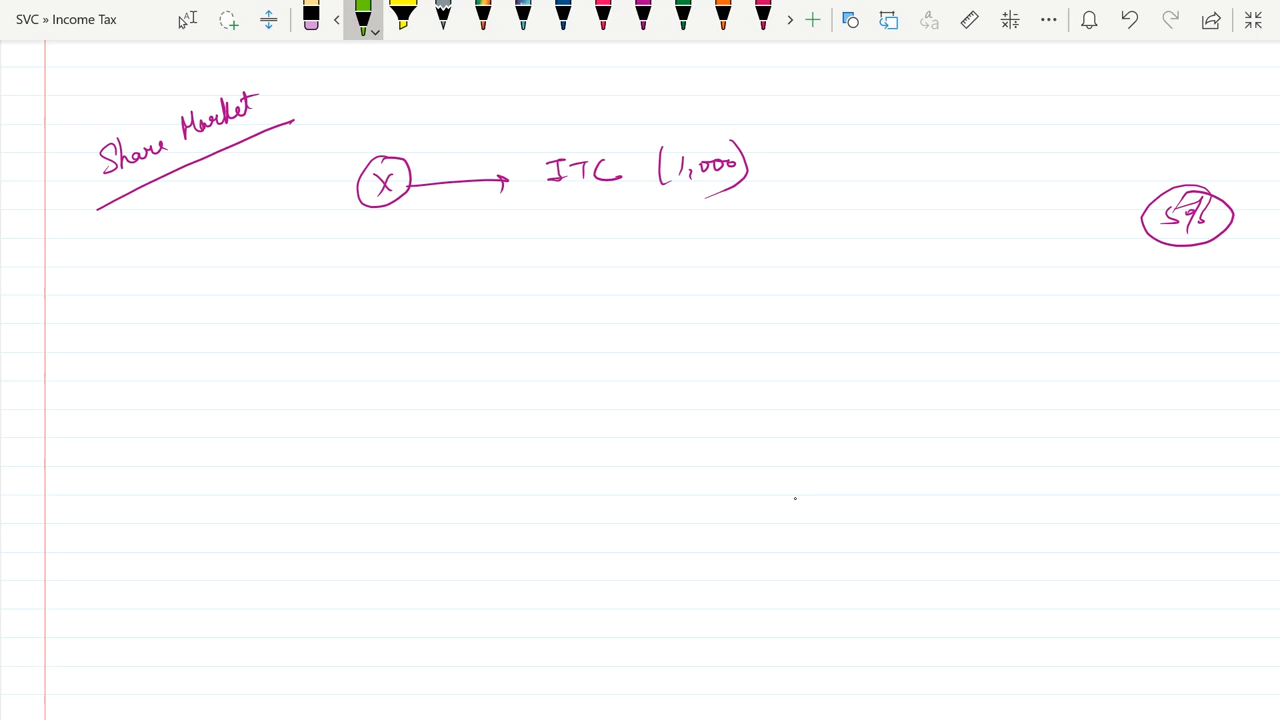 SVC » Income Tax
Share Market
X → ITC (1,000)
5%